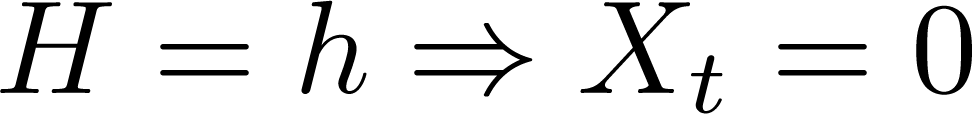 H = h ⇒ X_t = 0